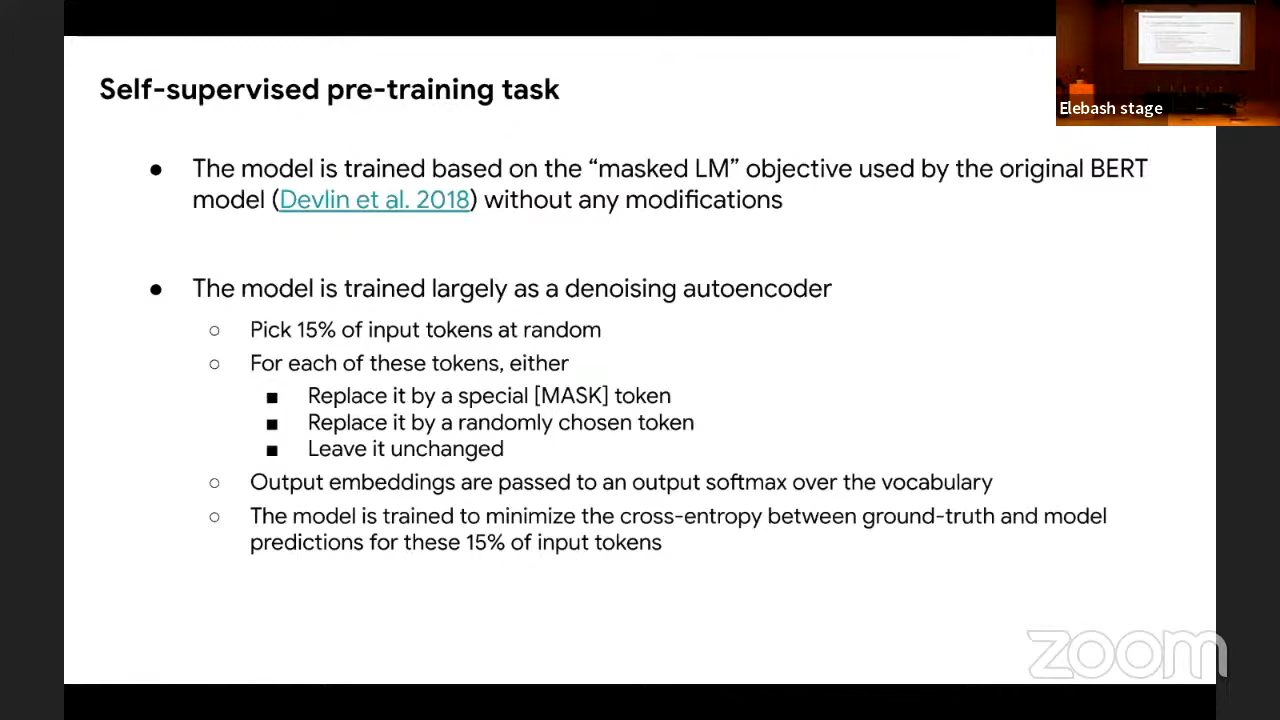 Self-supervised pre-training task
Elebash stage
● The model is trained based on the “masked LM” objective used by the original BERT
model (Devlin et al. 2018) without any modifications
● The model is trained largely as a denoising autoencoder
○ Pick 15% of input tokens at random
○ For each of these tokens, either
■ Replace it by a special [MASK] token
■ Replace it by a randomly chosen token
■ Leave it unchanged
○ Output embeddings are passed to an output softmax over the vocabulary
○ The model is trained to minimize the cross-entropy between ground-truth and model
predictions for these 15% of input tokens
zoom